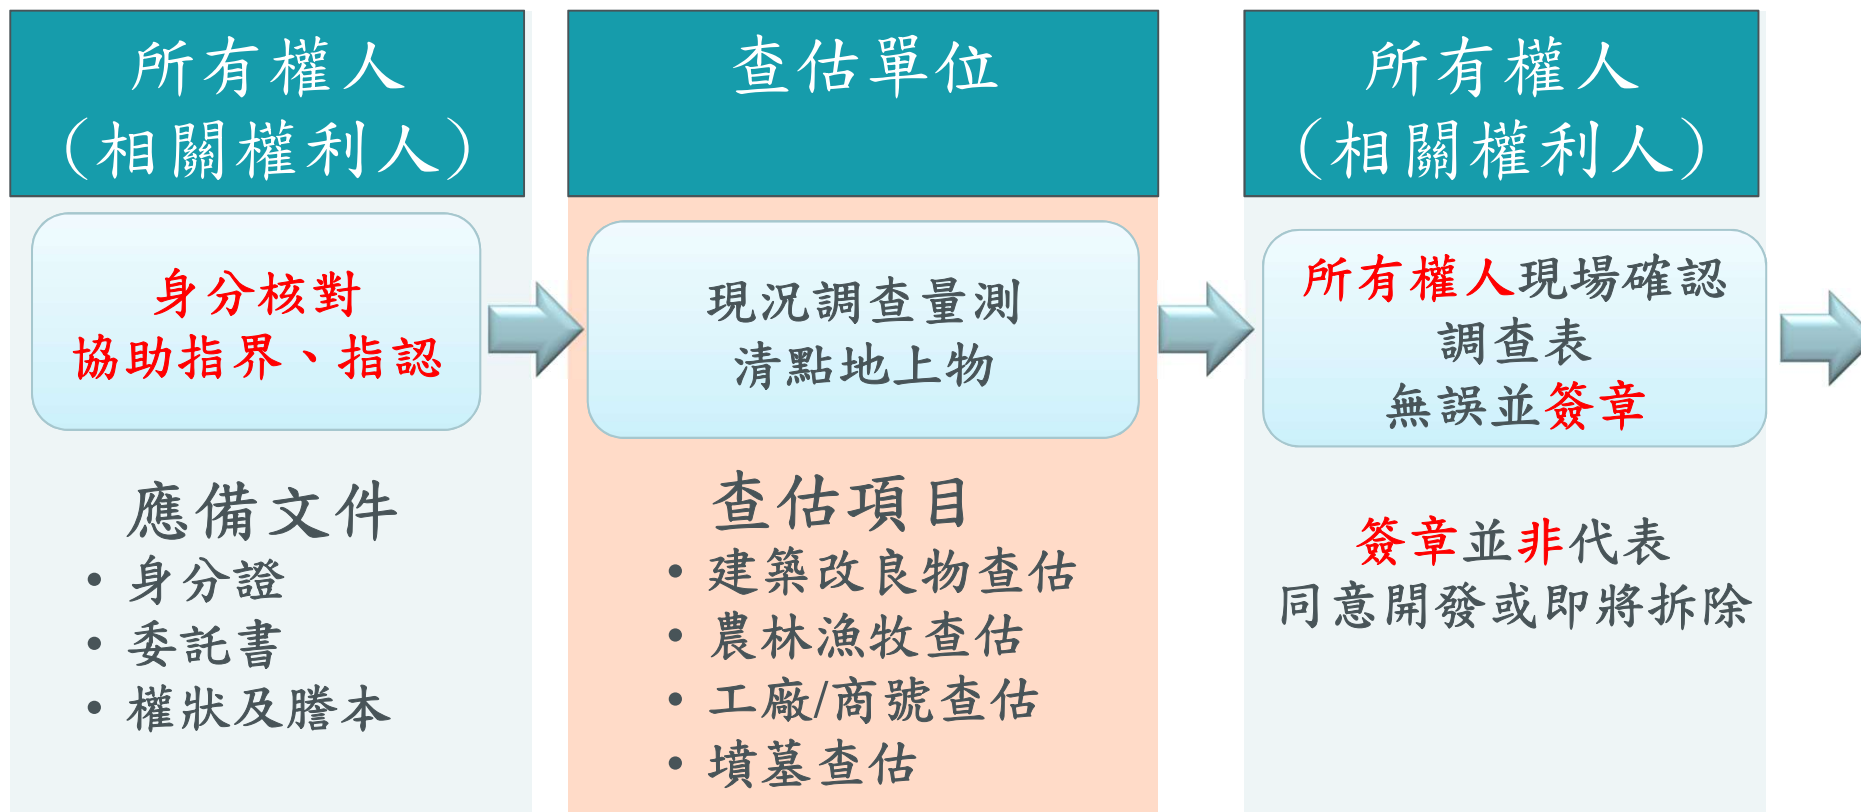 所有權人
(相關權利人)
身分核對
協助指界、指認
應備文件
• 身分證
• 委託書
• 權狀及謄本
查估單位
現況調查量測
清點地上物
查估項目
• 建築改良物查估
• 農林漁牧查估
• 工廠/商號查估
• 墳墓查估
所有權人
(相關權利人)
所有權人現場確認
調查表
無誤並簽章
簽章並非代表
同意開發或即將拆除